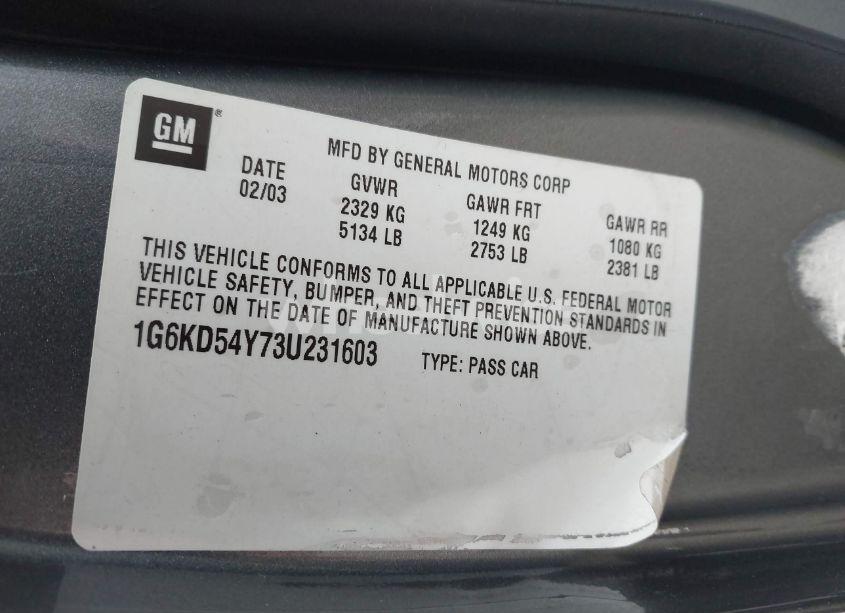 GM®
MFD BY GENERAL MOTORS CORP
DATE GVWR GAWR FRT GAWR RR
02/03 2329 KG 1249 KG 1080 KG
5134 LB 2753 LB 2381 LB
THIS VEHICLE CONFORMS TO ALL APPLICABLE U.S. FEDERAL MOTOR
VEHICLE SAFETY, BUMPER, AND THEFT PREVENTION STANDARDS IN
EFFECT ON THE DATE OF MANUFACTURE SHOWN ABOVE.
1G6KD54Y73U231603 TYPE: PASS CAR